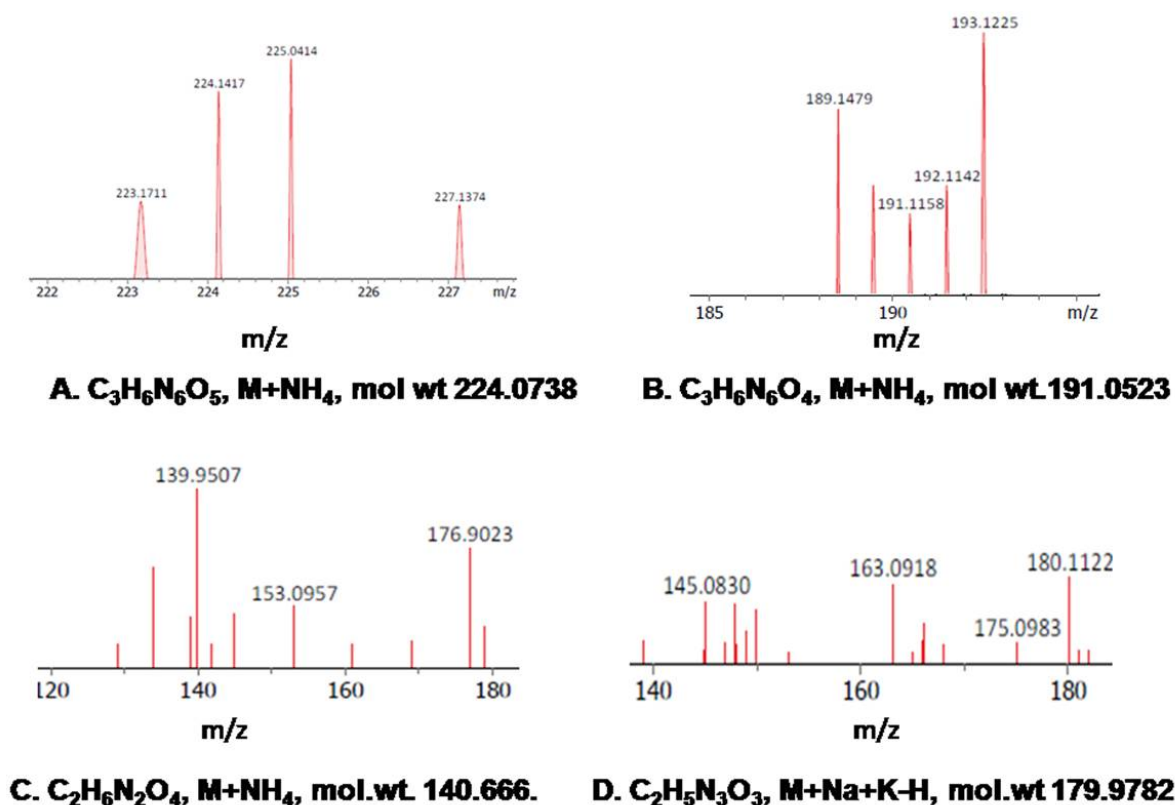 225.0414
224.1417
223.1711
227.1374
222 223 224 225 226 227 m/z
m/z
A. C₃H₆N₆O₅, M+NH₄, mol wt 224.0738
193.1225
189.1479
192.1142
191.1158
185 190 m/z
m/z
B. C₃H₆N₆O₄, M+NH₄, mol wt.191.0523
139.9507
176.9023
153.0957
120 140 160 180
m/z
C. C₂H₆N₂O₄, M+NH₄, mol.wt. 140.666.
180.1122
163.0918
145.0830
175.0983
140 160 180
m/z
D. C₂H₅N₃O₃, M+Na+K-H, mol.wt 179.9782